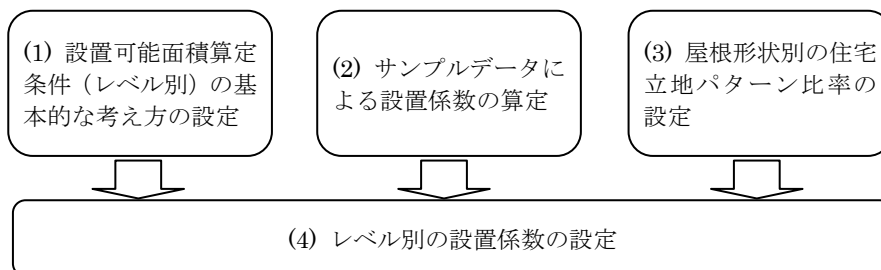 (1) 設置可能面積算定
条件（レベル別）の基
本的な考え方の設定
(2) サンプルデータに
よる設置係数の算定
(3) 屋根形状別の住宅
立地パターン比率の
設定
(4) レベル別の設置係数の設定